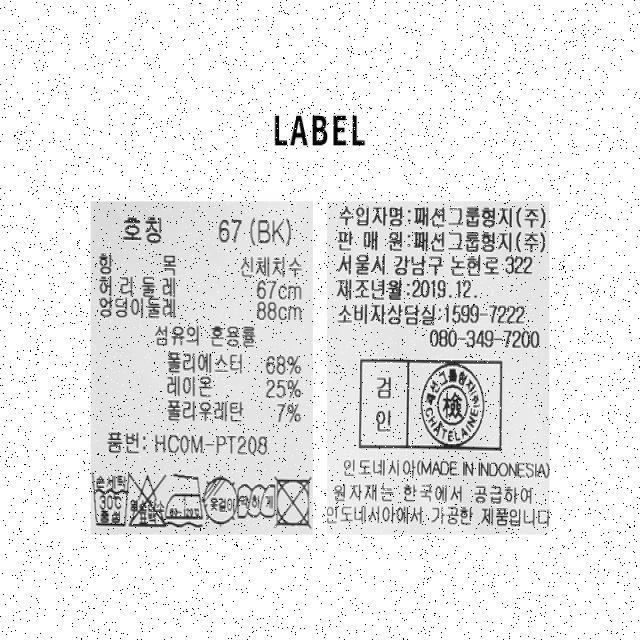 LABEL
호칭 67 (BK)
항 목 신체치수
허리둘레 67cm
엉덩이둘레 88cm
섬유의 혼용률
폴리에스터 68%
레이온 25%
폴리우레탄 7%
품번: HCOM-PT208
손세탁
30℃
중성
옷걸이
약하게
수입자명:패션그룹형지(주)
판 매 원:패션그룹형지(주)
서울시 강남구 논현로 322
제조년월:2019.12.
소비자상담실:1599-7222
080-349-7200
검
인
패션그룹형지(주)
檢
CHATELAINE
인도네시아(MADE IN INDONESIA)
원자재는 한국에서 공급하여
인도네시아에서 가공한 제품입니다